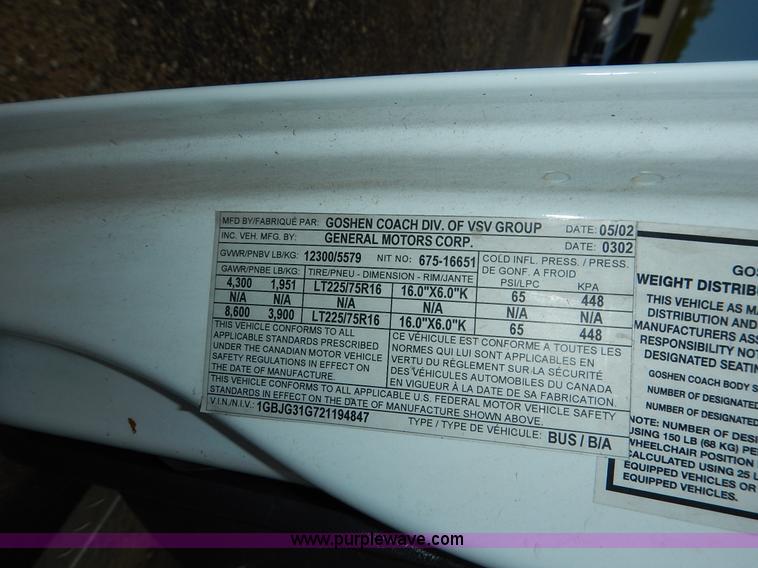 MFD BY/FABRIQUÉ PAR: GOSHEN COACH DIV. OF VSV GROUP DATE: 05/02
INC. VEH. MFG. BY: GENERAL MOTORS CORP. DATE: 0302
GVWR/PNBV LB/KG: 12300/5579 NIT NO: 675-16651 COLD INFL. PRESS. / PRESS.
DE GONF. A FROID
GAWR/PNBE LB/KG: TIRE/PNEU - DIMENSION - RIM/JANTE PSI/LPC KPA
4,300 1,951 LT225/75R16 16.0"X6.0"K 65 448
N/A N/A N/A N/A N/A N/A
8,600 3,900 LT225/75R16 16.0"X6.0"K 65 448
THIS VEHICLE CONFORMS TO ALL
APPLICABLE STANDARDS PRESCRIBED
UNDER THE CANADIAN MOTOR VEHICLE
SAFETY REGULATIONS IN EFFECT ON
THE DATE OF MANUFACTURE
CE VÉHICULE EST CONFORME A TOUTES LES
NORMES QUI LUI SONT APPLICABLES EN
VERTU DU RÈGLEMENT SUR-LA SÉCURITÉ
DES VÉHICULES AUTOMOBILES DU CANADA
EN VIGUEUR À LA DATE DE SA FABRICATION.
THIS VEHICLE CONFORMS TO ALL APPLICABLE U.S. FEDERAL MOTOR VEHICLE SAFETY
STANDARDS IN EFFECT ON THE DATE OF MANUFACTURE SHOWN ABOVE.
V.I.N./N.I.V.: 1GBJG31G721194847 TYPE / TYPE DE VÉHICULE: BUS / B/A
GOS
WEIGHT DISTRIB
THIS VEHICLE AS MA
DISTRIBUTION AND
MANUFACTURERS ASS
RESPONSIBILITY NOT
DESIGNATED SEATIN
GOSHEN COACH BODY S
NUMBER OF DESIGNATED
NUMBER OF DESIGNATED
NOTE: NUMBER OF DESI
USING 150 LB (68 KG) PE
WHEELCHAIR POSITION
CALCULATED USING 25 L
EQUIPPED VEHICLES OR
EQUIPPED VEHICLES.
www.purplewave.com